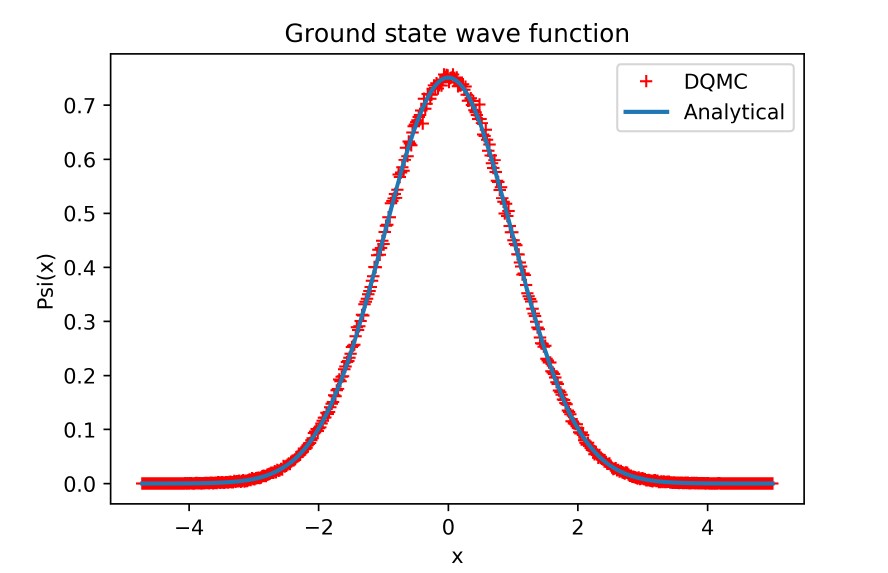 Ground state wave function
DQMC
Analytical
0.7
0.6
0.5
0.4
0.3
0.2
0.1
0.0
Psi(x)
−4 −2 0 2 4
x